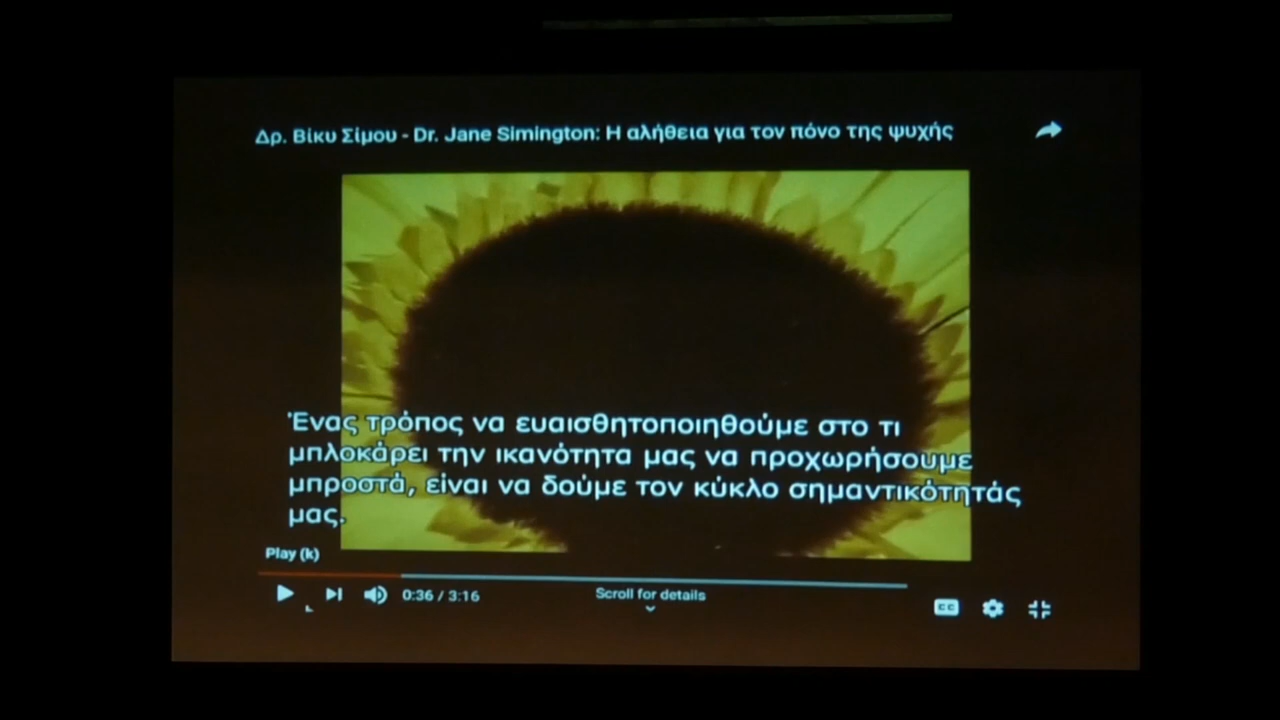 Δρ. Βίκυ Σίμου - Dr. Jane Simington: Η αλήθεια για τον πόνο της ψυχής
Ένας τρόπος να ευαισθητοποιηθούμε στο τι
μπλοκάρει την ικανότητα μας να προχωρήσουμε
μπροστά, είναι να δούμε τον κύκλο σημαντικότητάς
μας.
Play (k)
0:36 / 3:16
Scroll for details
CC